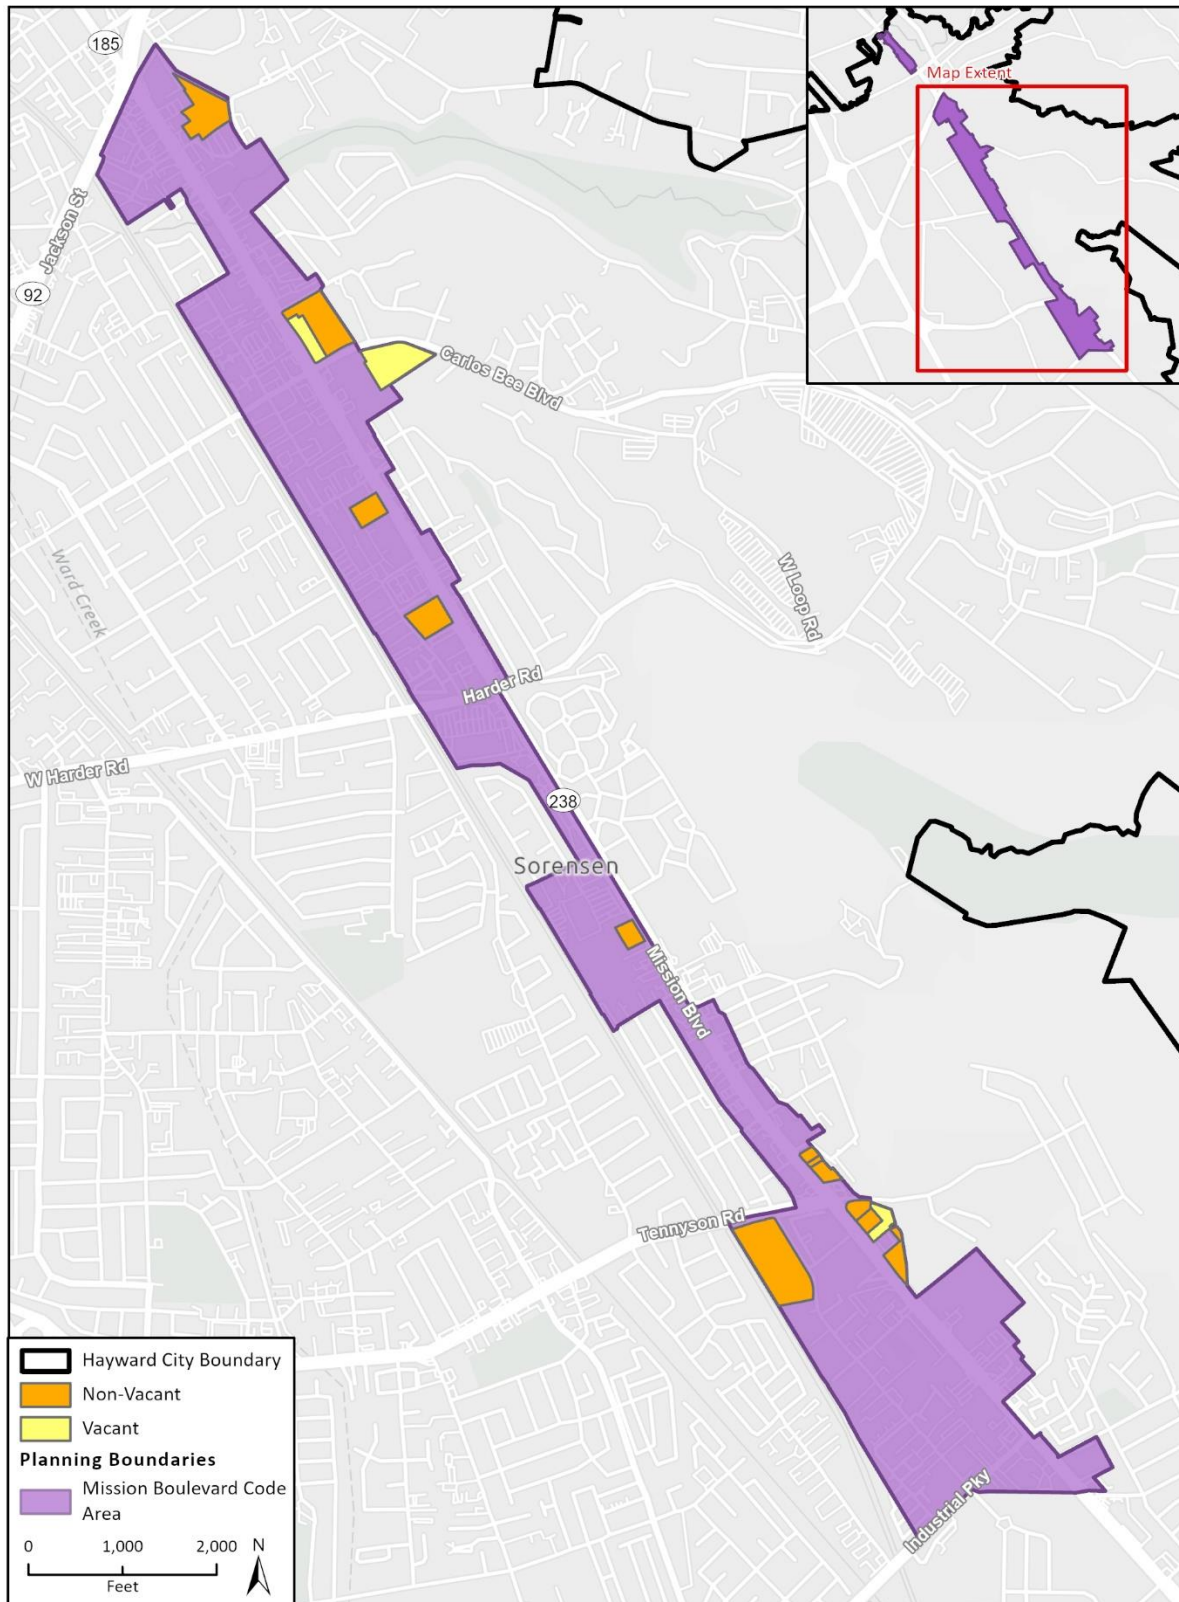 185
Map Extent
Jackson St
92
Carlos Bee Blvd
Ward Creek
W Loop Rd
Harder Rd
W Harder Rd
238
Sorensen
Mission Blvd
Tennyson Rd
Industrial Pky
Hayward City Boundary
Non-Vacant
Vacant
Planning Boundaries
Mission Boulevard Code
Area
0 1,000 2,000
Feet
N